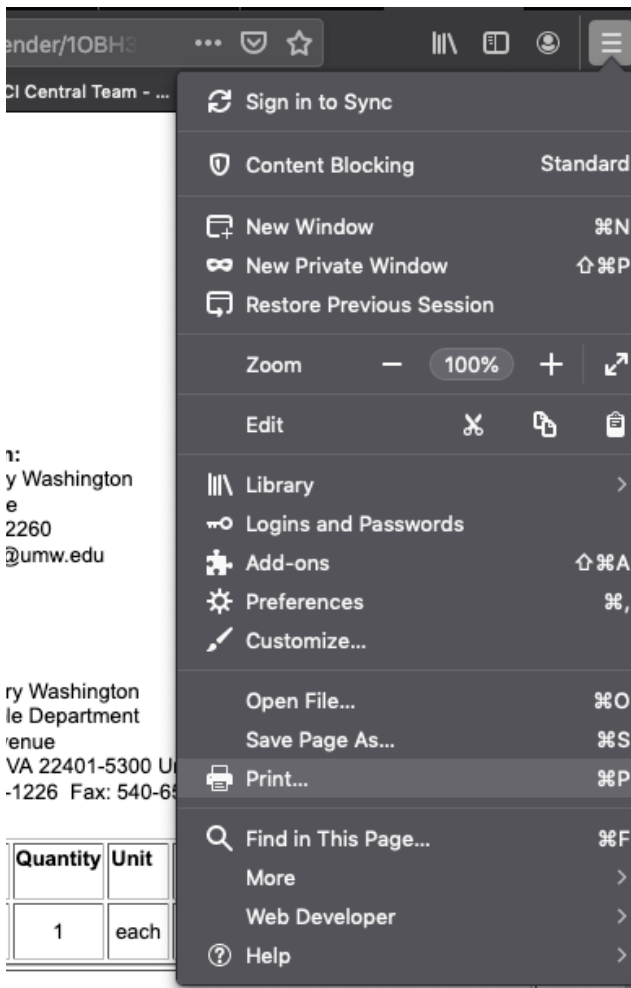 ender/1OBH3
CI Central Team - ...
Sign in to Sync
Content Blocking Standard
New Window ⌘N
New Private Window ⇧⌘P
Restore Previous Session
Zoom − 100% +
Edit
Library >
Logins and Passwords
Add-ons ⇧⌘A
Preferences ⌘,
Customize...
Open File... ⌘O
Save Page As... ⌘S
Print... ⌘P
Find in This Page... ⌘F
More >
Web Developer >
Help >
n:
y Washington
e
2260
@umw.edu
ry Washington
le Department
enue
VA 22401-5300 U
-1226 Fax: 540-65
Quantity Unit
1 each